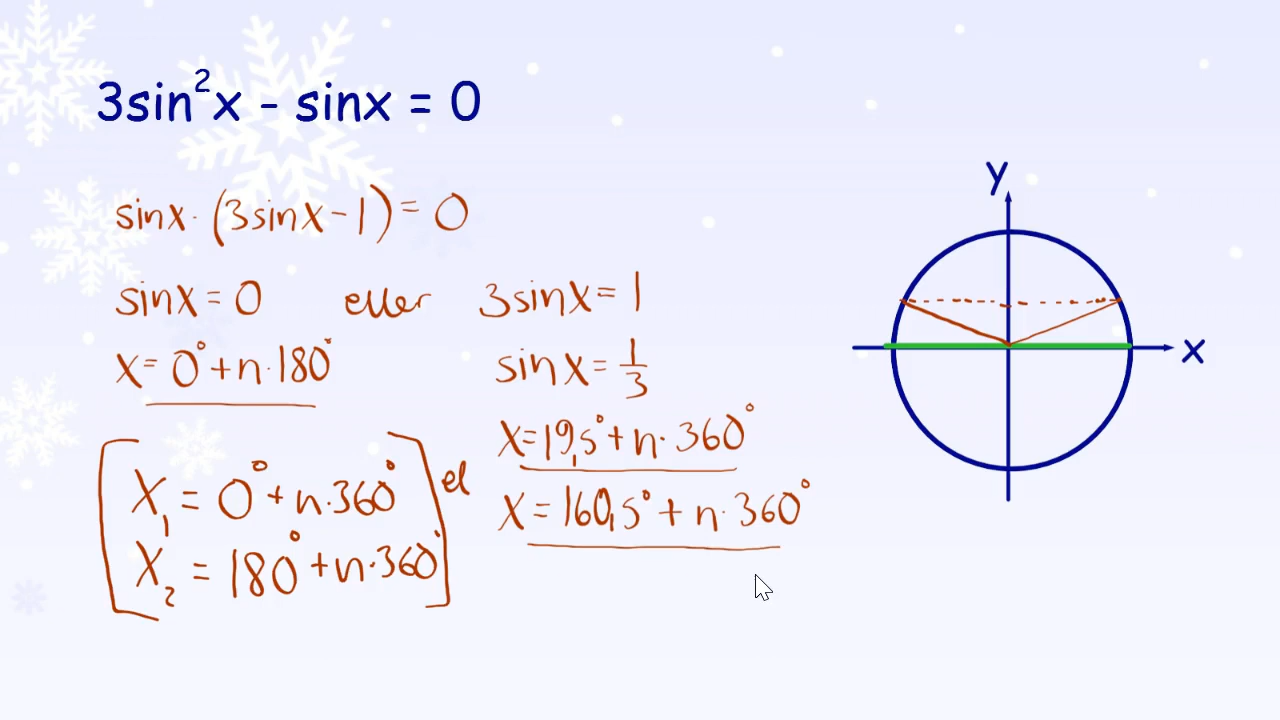 3sin²x - sinx = 0
sinx · (3sinx - 1) = 0
sinx = 0 eller 3sinx = 1
x = 0° + n · 180°
sinx = 1/3
x = 19,5° + n · 360°
x = 160,5° + n · 360°
x₁ = 0° + n · 360° el
x₂ = 180° + n · 360°
y
x